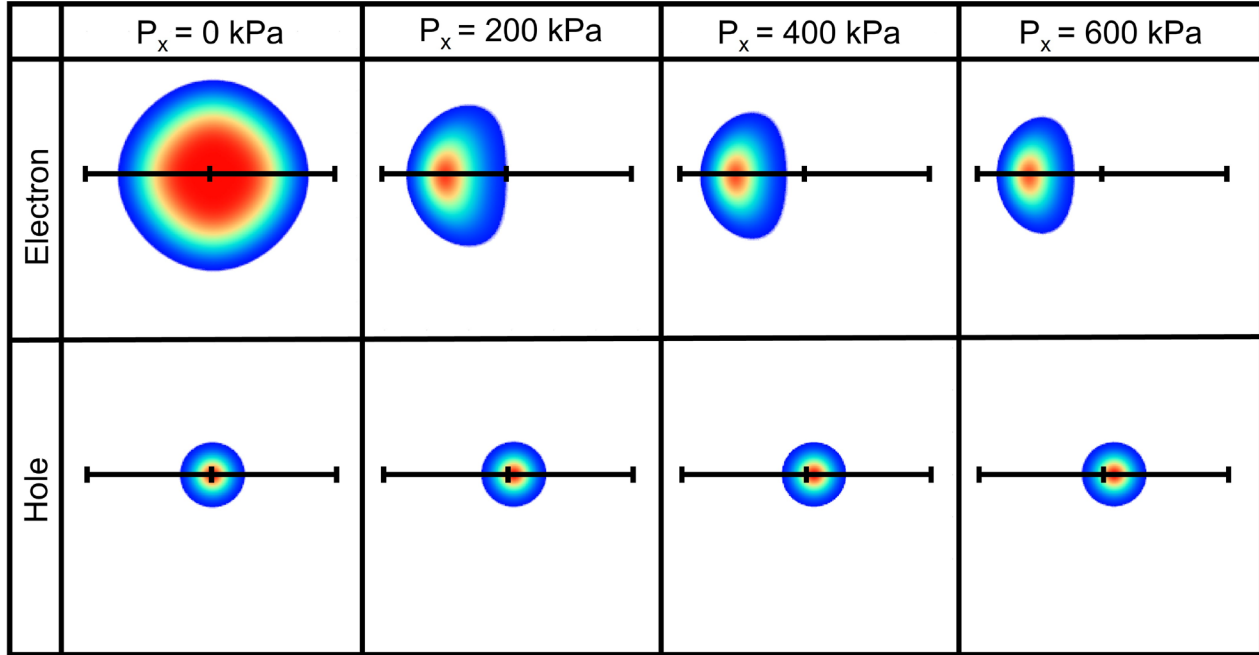 Pₓ = 0 kPa
Pₓ = 200 kPa
Pₓ = 400 kPa
Pₓ = 600 kPa
Electron
Hole